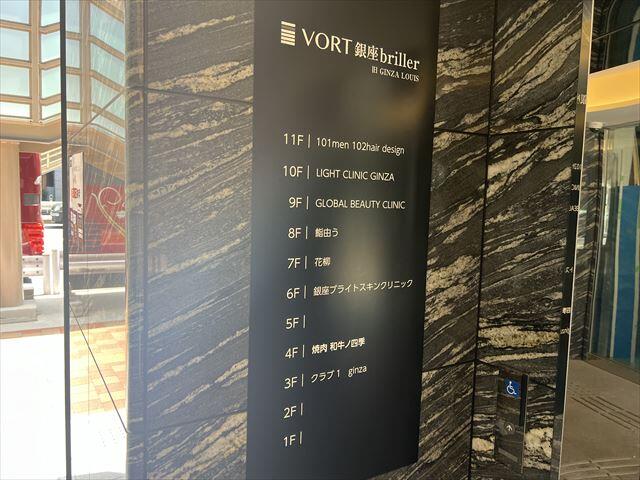 VORT 銀座briller
旧 GINZA LOUIS
11F 101men 102hair design
10F LIGHT CLINIC GINZA
9F GLOBAL BEAUTY CLINIC
8F 鮨由う
7F 花柳
6F 銀座プライドスキンクリニック
5F
4F 焼肉 和牛ノ四季
3F クラブ1 ginza
2F
1F